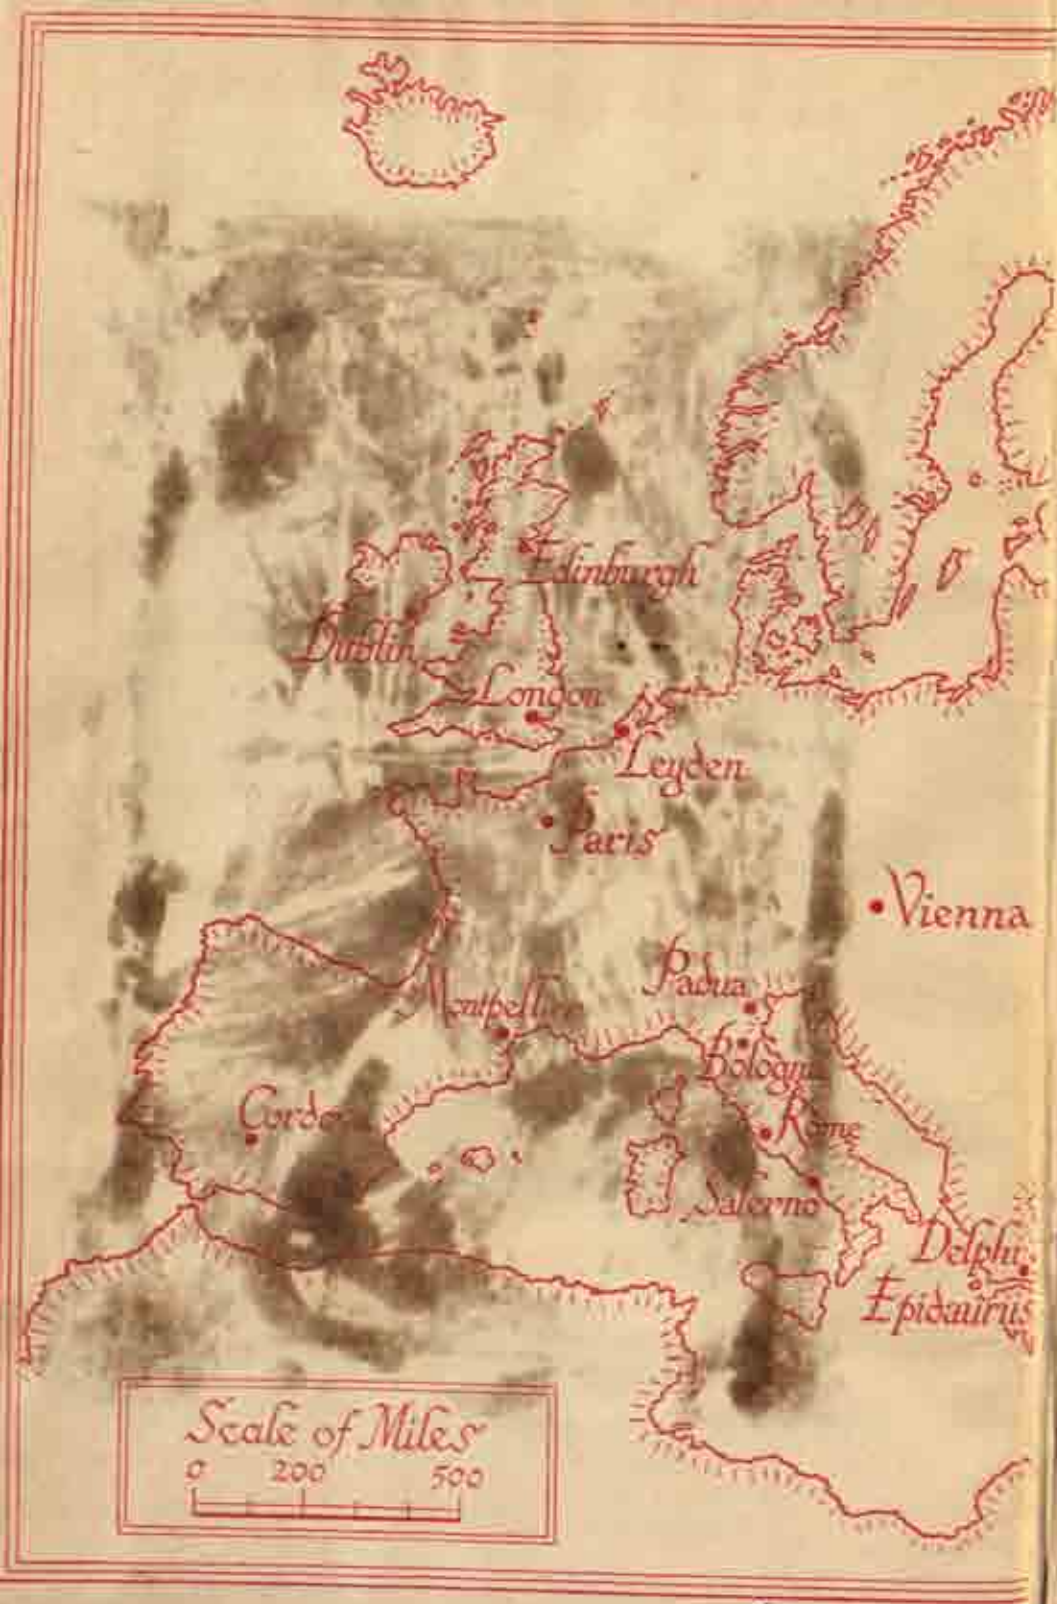 Edinburgh
Dublin
London
Leyden
Paris
Vienna
Padua
Montpellier
Bologna
Cordo
Rome
Salerno
Delphi
Epidaurus
Scale of Miles
0 200 500